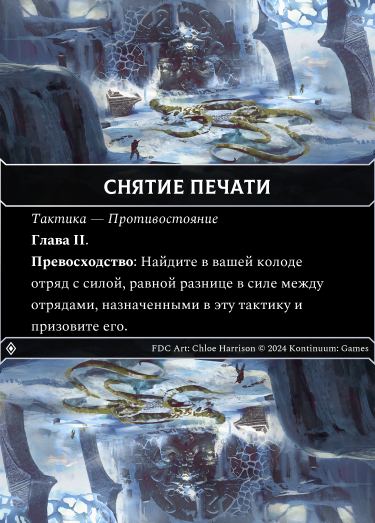 СНЯТИЕ ПЕЧАТИ
Тактика — Противостояние
Глава II.
Превосходство: Найдите в вашей колоде
отряд с силой, равной разнице в силе между
отрядами, назначенными в эту тактику и
призовите его.
FDC Art: Chloe Harrison © 2024 Kontinuum: Games